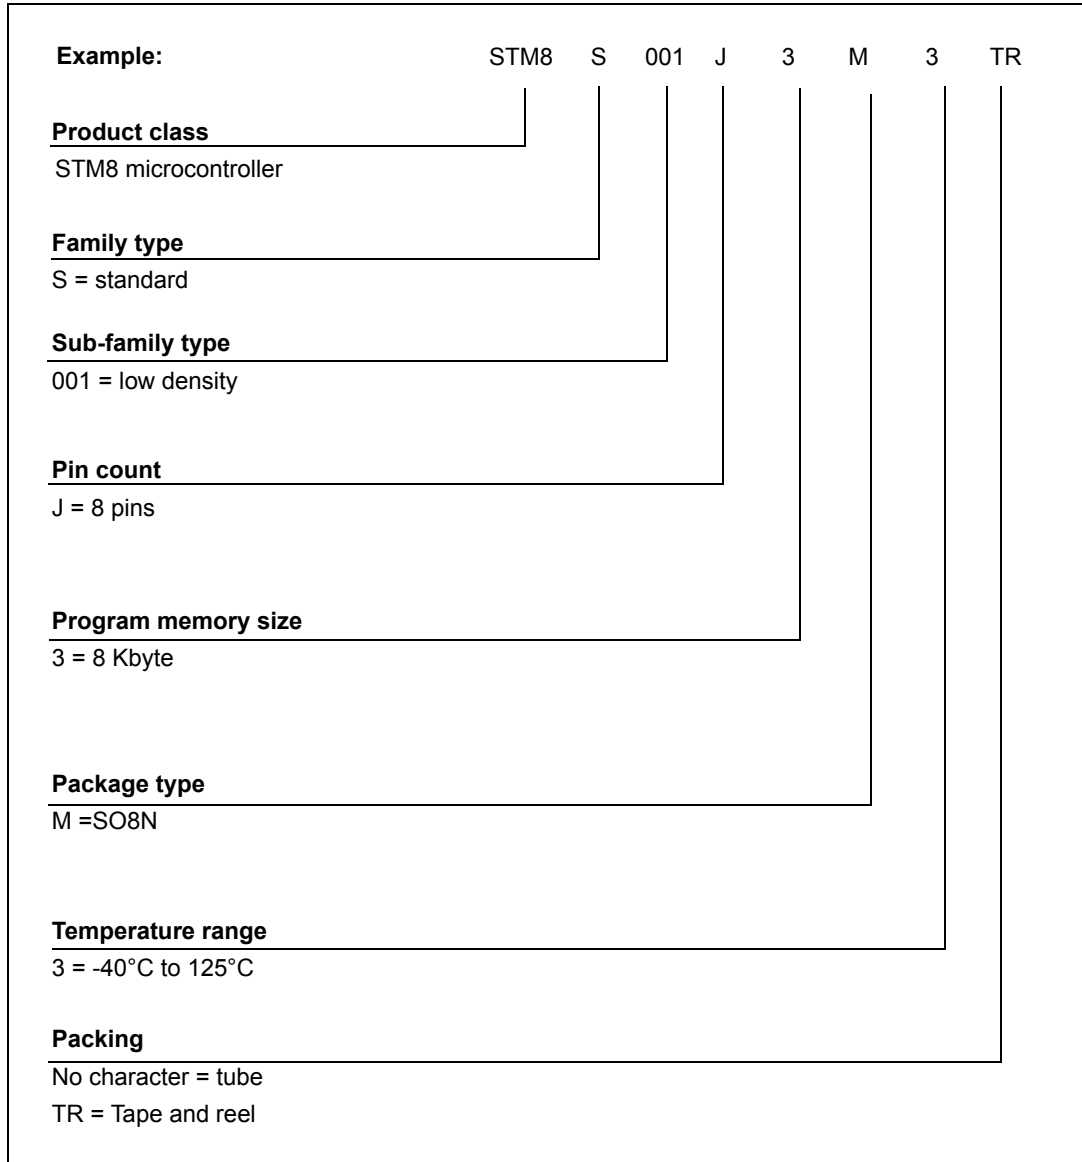 Example: STM8 S 001 J 3 M 3 TR
Product class
STM8 microcontroller
Family type
S = standard
Sub-family type
001 = low density
Pin count
J = 8 pins
Program memory size
3 = 8 Kbyte
Package type
M =SO8N
Temperature range
3 = -40°C to 125°C
Packing
No character = tube
TR = Tape and reel